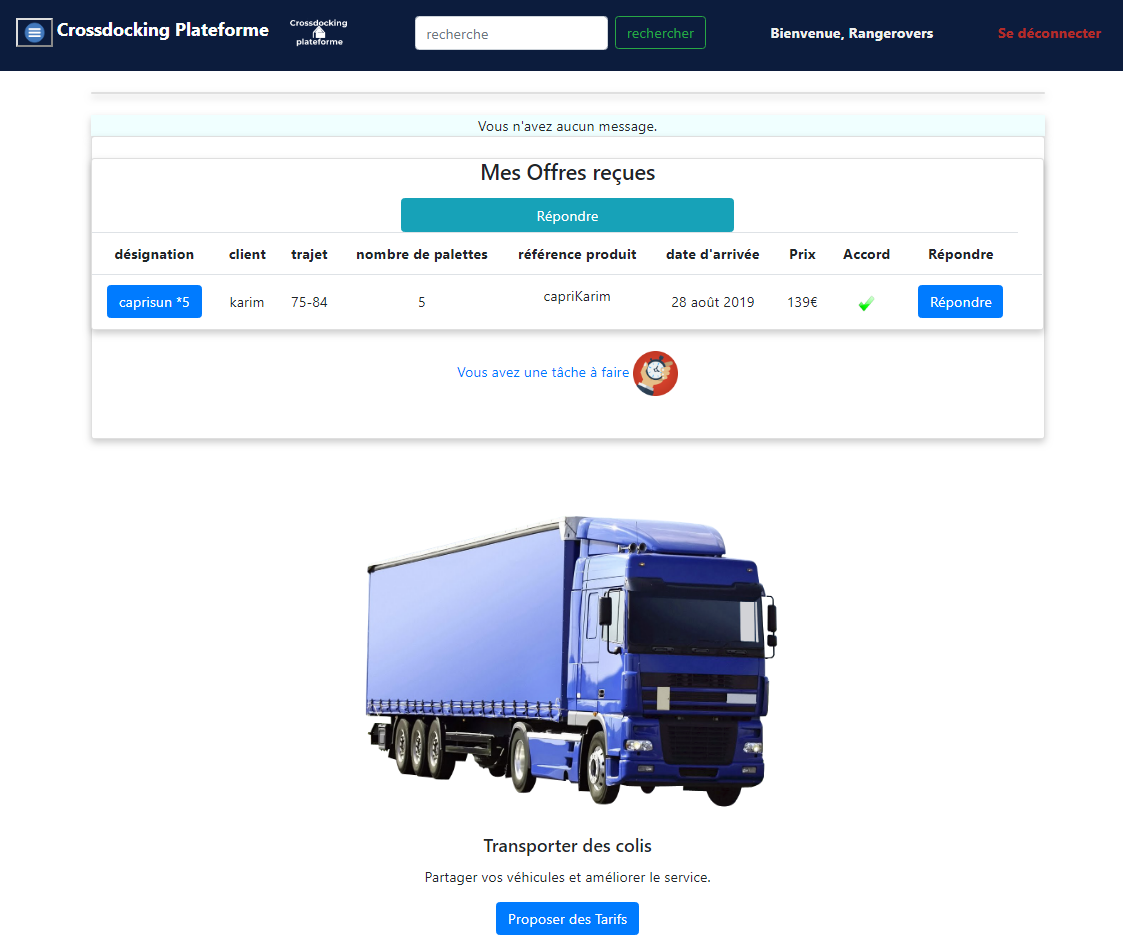 Crossdocking Plateforme
Crossdocking
plateforme
recherche
rechercher
Bienvenue, Rangerovers
Se déconnecter
Vous n'avez aucun message.
Mes Offres reçues
Répondre
désignation client trajet nombre de palettes référence produit date d'arrivée Prix Accord Répondre
caprisun *5 karim 75-84 5 capriKarim 28 août 2019 139€ Répondre
Vous avez une tâche à faire
Transporter des colis
Partager vos véhicules et améliorer le service.
Proposer des Tarifs